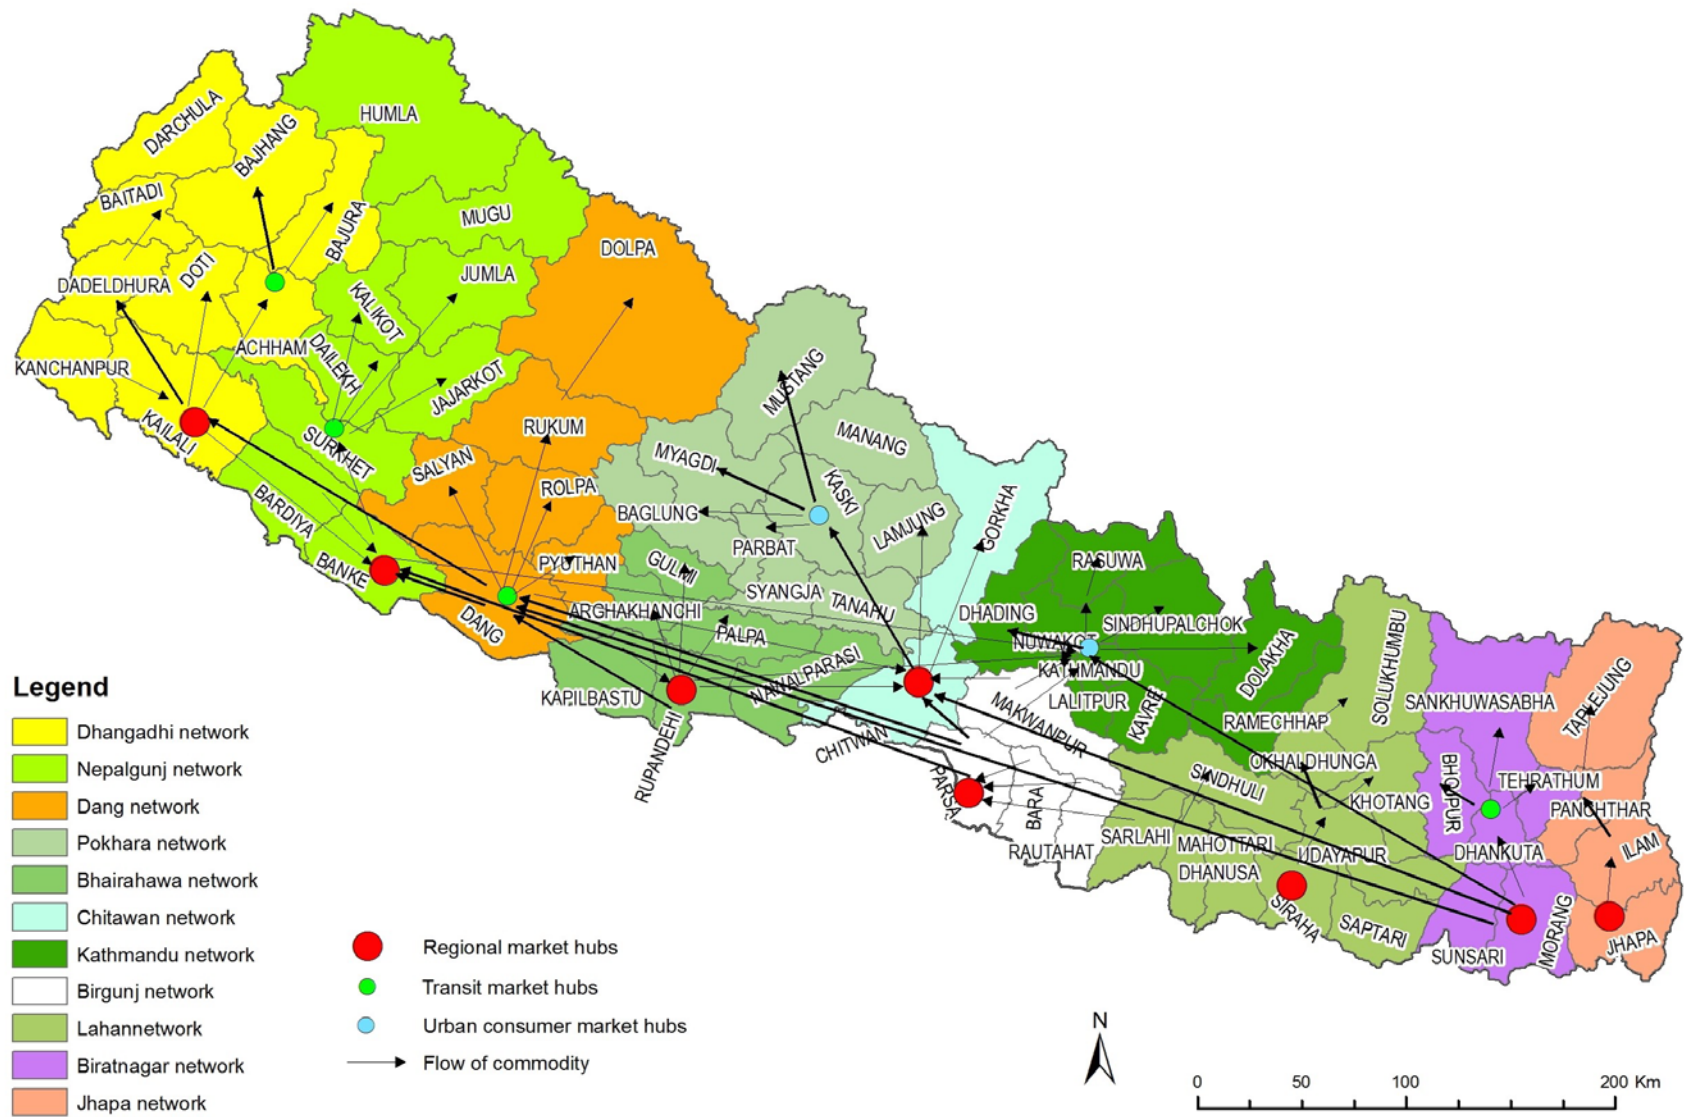 HUMLA
DARCHULA
BAJHANG
BAITADI
BAJURA
MUGU
DOLPA
DOTI
DADELDHURA
JUMLA
KALIKOT
ACHHAM
DAILEKH
KANCHANPUR
JAJARKOT
MUSTANG
KAILALI
SURKHET
RUKUM
MANANG
SALYAN
MYAGDI
KASKI
ROLPA
BARDIYA
BAGLUNG
LAMJUNG
GORKHA
PARBAT
BANKE
PYUTHAN
GULMI
RASUWA
SYANGJA
TANAHU
DANG
ARGHAKHANCHI
PALPA
DHADING
SINDHUPALCHOK
NUWAKOT
KATHMANDU
DOLAKHA
SOLUKHUMBU
NAWALPARASI
KAPILBASTU
LALITPUR
KAVRE
SANKHUWASABHA
TAPLEJUNG
MAKWANPUR
RAMECHHAP
RUPANDEHI
CHITWAN
OKHALDHUNGA
SINDHULI
PARSA
BARA
KHOTANG
BHOJPUR
TEHRATHUM
PANCHTHAR
RAUTAHAT
SARLAHI
MAHOTTARI
UDAYAPUR
DHANKUTA
ILAM
DHANUSA
SIRAHA
SAPTARI
SUNSARI
MORANG
JHAPA
Legend
Dhangadhi network
Nepalgunj network
Dang network
Pokhara network
Bhairahawa network
Chitawan network
Kathmandu network
Birgunj network
Lahannetwork
Biratnagar network
Jhapa network
Regional market hubs
Transit market hubs
Urban consumer market hubs
Flow of commodity
N
0 50 100 200 Km